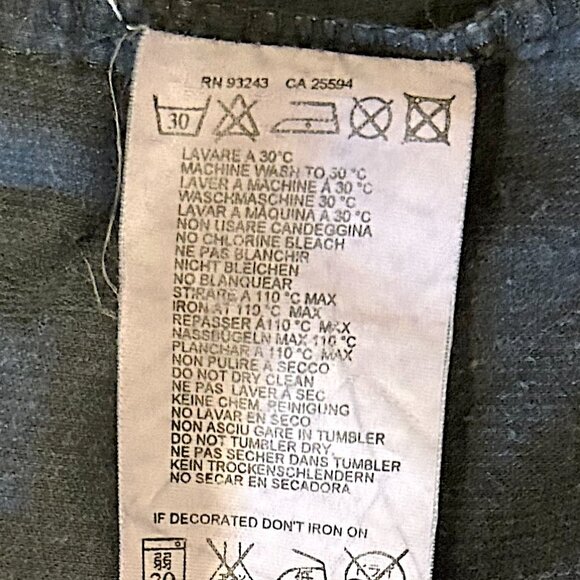 RN 93243 CA 25594
30
LAVARE A 30°C
MACHINE WASH TO 30 °C
LAVER A MACHINE À 30 °C
WASCHMASCHINE 30 °C
LAVAR A MAQUINA A 30 °C
NON USARE CANDEGGINA
NO CHLORINE BLEACH
NE PAS BLANCHIR
NICHT BLEICHEN
NO BLANQUEAR
STIRARE A 110 °C MAX
IRON AT 110 °C MAX
REPASSER À 110 °C MAX
NASSBÜGELN MAX 110 °C
PLANCHAR A 110 °C MAX
NON PULIRE A SECCO
DO NOT DRY CLEAN
NE PAS LAVER À SEC
KEINE CHEM. REINIGUNG
NO LAVAR EN SECO
NON ASCIUGARE IN TUMBLER
DO NOT TUMBLER DRY
NE PAS SECHER DANS TUMBLER
KEIN TROCKENSCHLENDERN
NO SECAR EN SECADORA
IF DECORATED DON'T IRON ON
弱
30